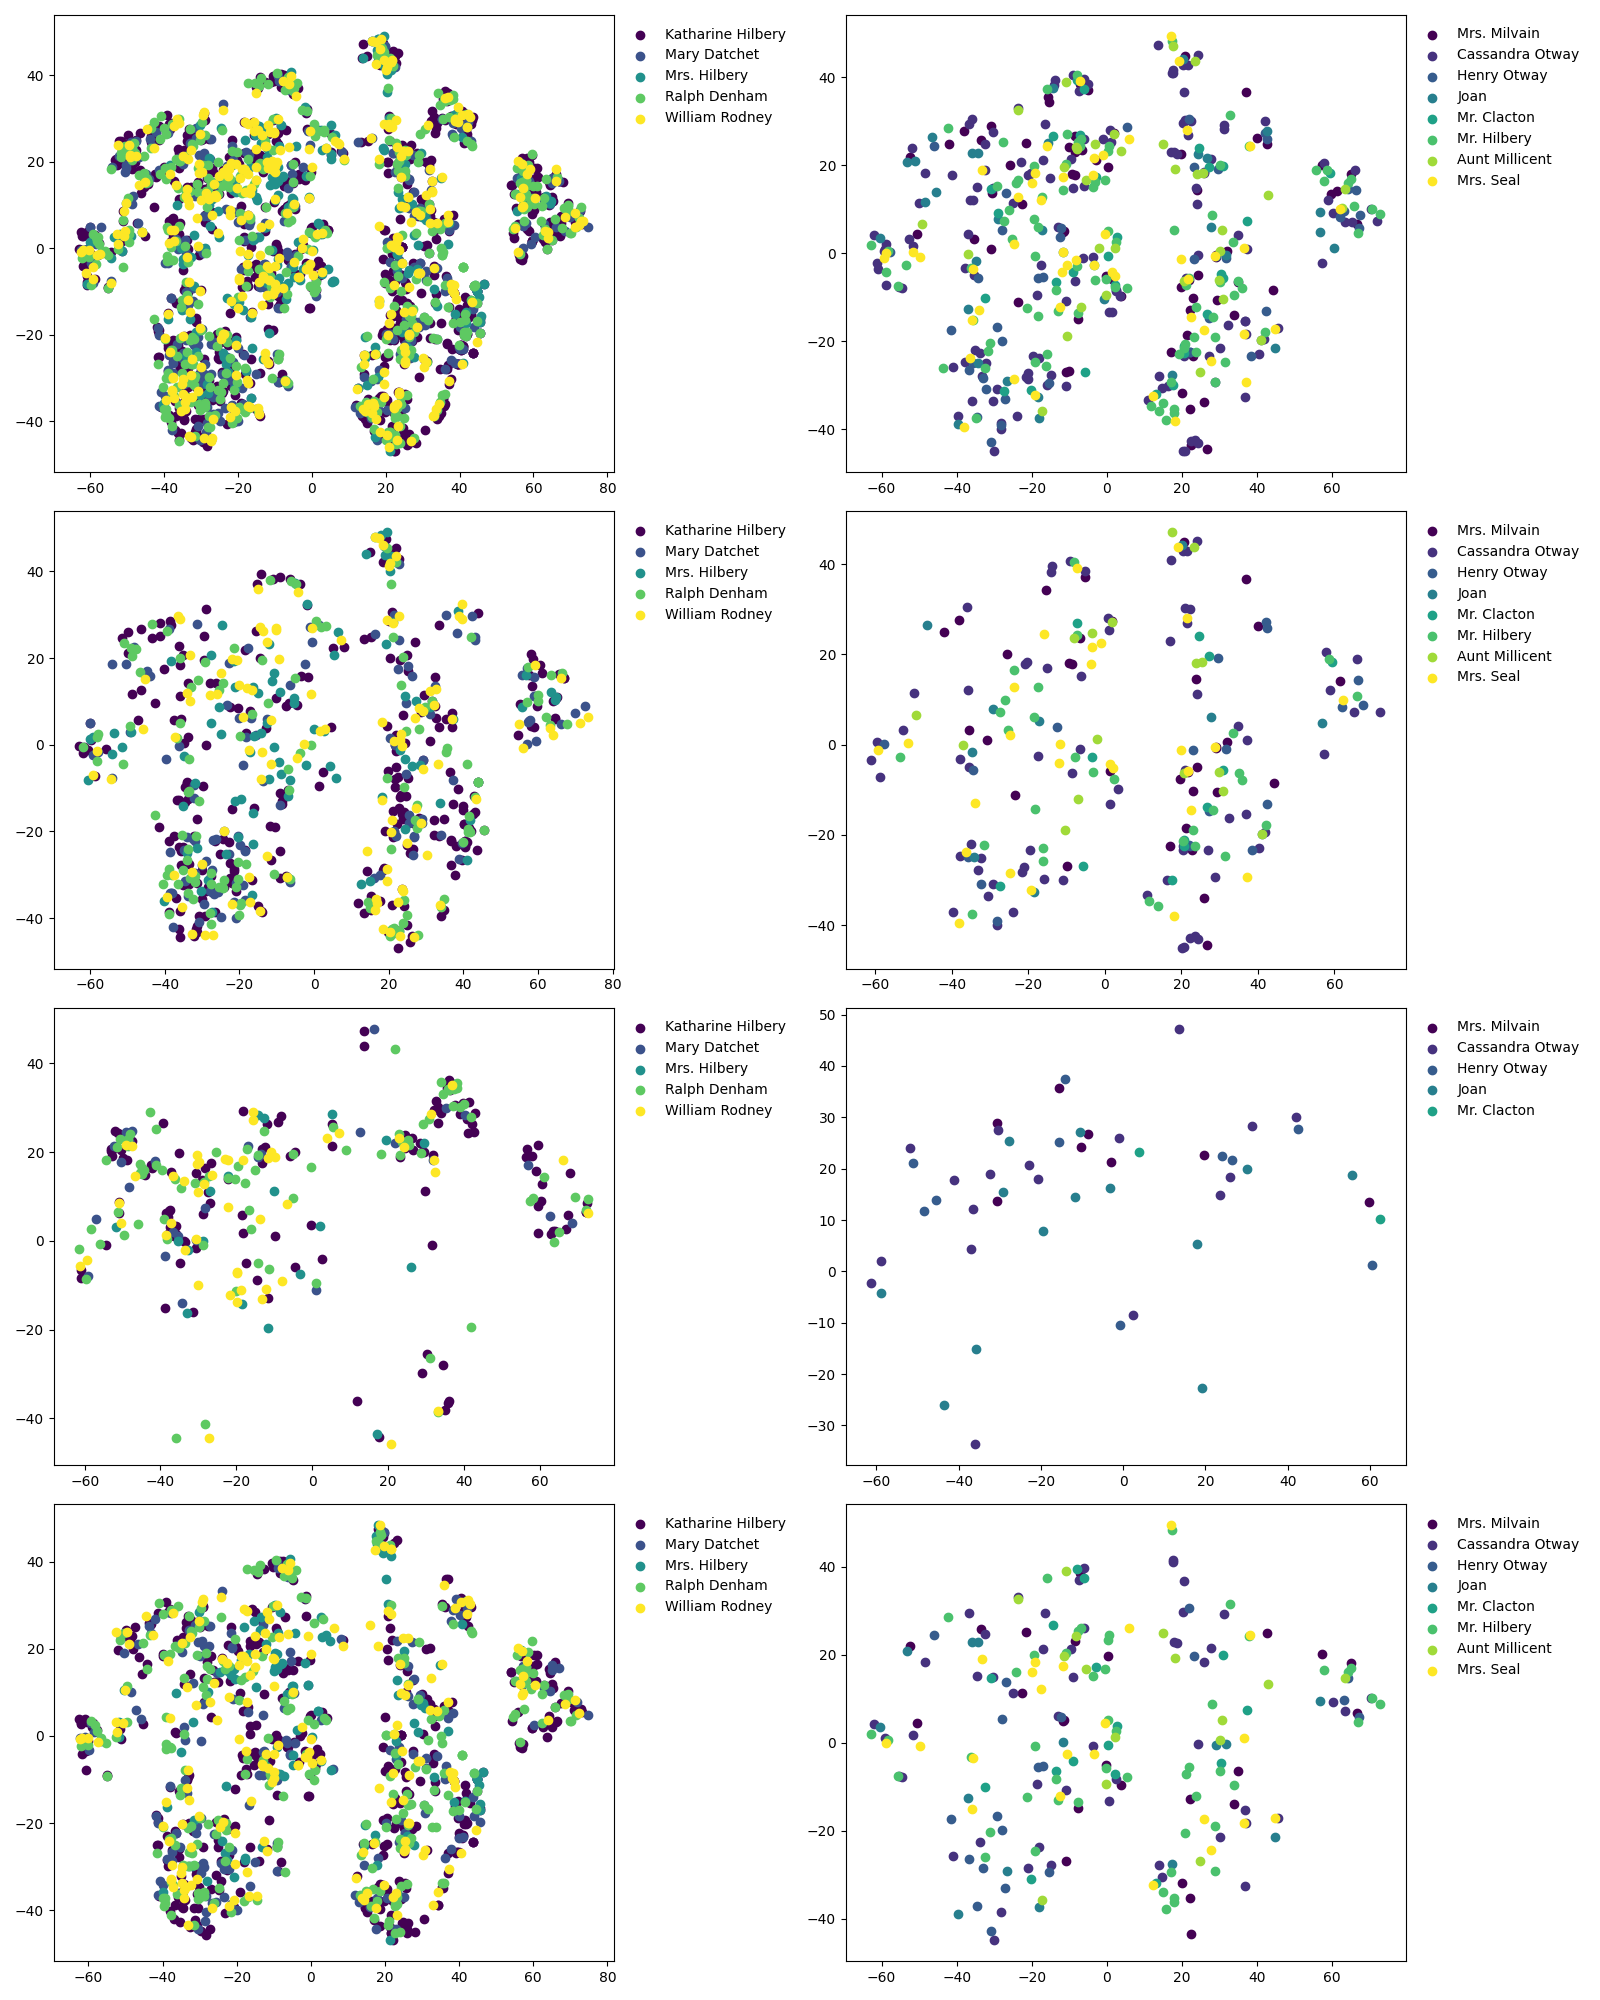 Katharine Hilbery
Mary Datchet
Mrs. Hilbery
Ralph Denham
William Rodney
40
20
0
−20
−40
−60 −40 −20 0 20 40 60 80
Mrs. Milvain
Cassandra Otway
Henry Otway
Joan
Mr. Clacton
Mr. Hilbery
Aunt Millicent
Mrs. Seal
40
20
0
−20
−40
−60 −40 −20 0 20 40 60
Katharine Hilbery
Mary Datchet
Mrs. Hilbery
Ralph Denham
William Rodney
40
20
0
−20
−40
−60 −40 −20 0 20 40 60 80
Mrs. Milvain
Cassandra Otway
Henry Otway
Joan
Mr. Clacton
Mr. Hilbery
Aunt Millicent
Mrs. Seal
40
20
0
−20
−40
−60 −40 −20 0 20 40 60
Katharine Hilbery
Mary Datchet
Mrs. Hilbery
Ralph Denham
William Rodney
40
20
0
−20
−40
−60 −40 −20 0 20 40 60
Mrs. Milvain
Cassandra Otway
Henry Otway
Joan
Mr. Clacton
50
40
30
20
10
0
−10
−20
−30
−60 −40 −20 0 20 40 60
Katharine Hilbery
Mary Datchet
Mrs. Hilbery
Ralph Denham
William Rodney
40
20
0
−20
−40
−60 −40 −20 0 20 40 60 80
Mrs. Milvain
Cassandra Otway
Henry Otway
Joan
Mr. Clacton
Mr. Hilbery
Aunt Millicent
Mrs. Seal
40
20
0
−20
−40
−60 −40 −20 0 20 40 60